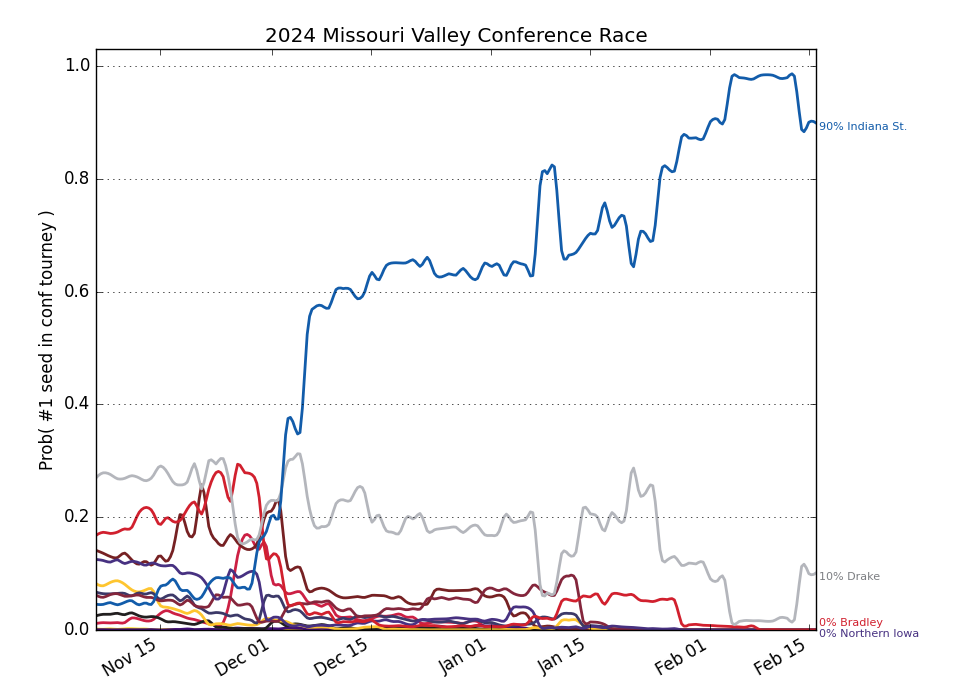 2024 Missouri Valley Conference Race
Prob( #1 seed in conf tourney )
1.0
0.8
0.6
0.4
0.2
0.0
90% Indiana St.
10% Drake
0% Bradley
0% Northern Iowa
Nov 15
Dec 01
Dec 15
Jan 01
Jan 15
Feb 01
Feb 15